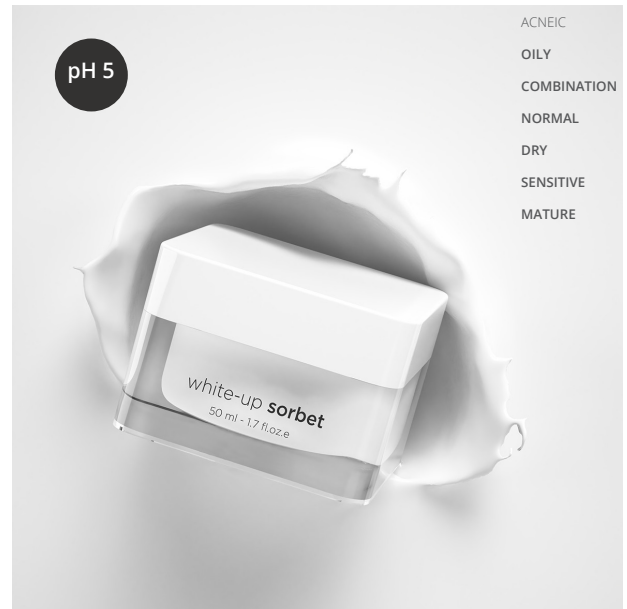 pH 5
ACNEIC
OILY
COMBINATION
NORMAL
DRY
SENSITIVE
MATURE
white-up sorbet
50 ml - 1.7 fl.oz.e